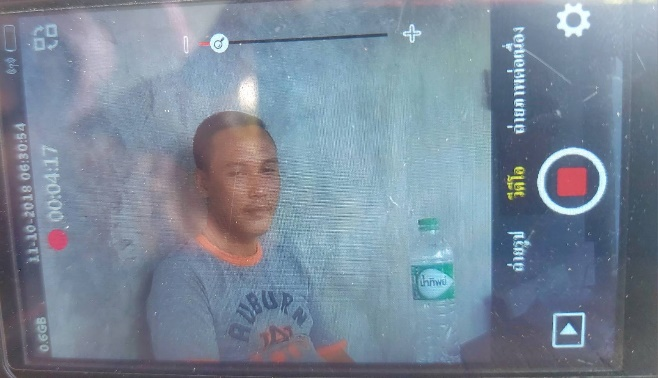 11-10-2018 06:30:54
00:04:17
0.6GB
AUBURN
น้ำทิพย์
ถ่ายภาพต่อเนื่อง
วีดีโอ
ถ่ายรูป